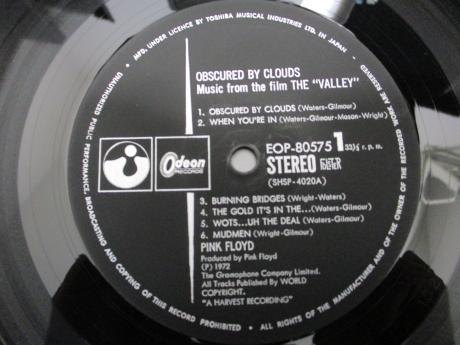 MFD. UNDER LICENCE BY TOSHIBA MUSICAL INDUSTRIES LTD. IN JAPAN.
OBSCURED BY CLOUDS
Music from the film THE "VALLEY"
1. OBSCURED BY CLOUDS (Waters-Gilmour)
2. WHEN YOU'RE IN (Waters-Gilmour-Mason-Wright)
Odeon
RECORDS
EOP-80575 1 33⅓ r. p. m.
STEREO
(SHSP-4020A)
3. BURNING BRIDGES (Wright-Waters)
4. THE GOLD IT'S IN THE...(Waters-Gilmour)
5. WOTS...UH THE DEAL (Waters-Gilmour)
6. MUDMEN (Wright-Gilmour)
PINK FLOYD
Produced by Pink Floyd
(P) 1972
The Gramophone Company Limited.
All Tracks Published By WORLD
COPYRIGHT.
"A HARVEST RECORDING"
UNAUTHORIZED PUBLIC PERFORMANCE, BROADCASTING AND COPYING OF THIS RECORD PROHIBITED • ALL RIGHTS OF THE MANUFACTURER AND OF THE OWNER OF THE RECORDED WORK ARE RESERVED